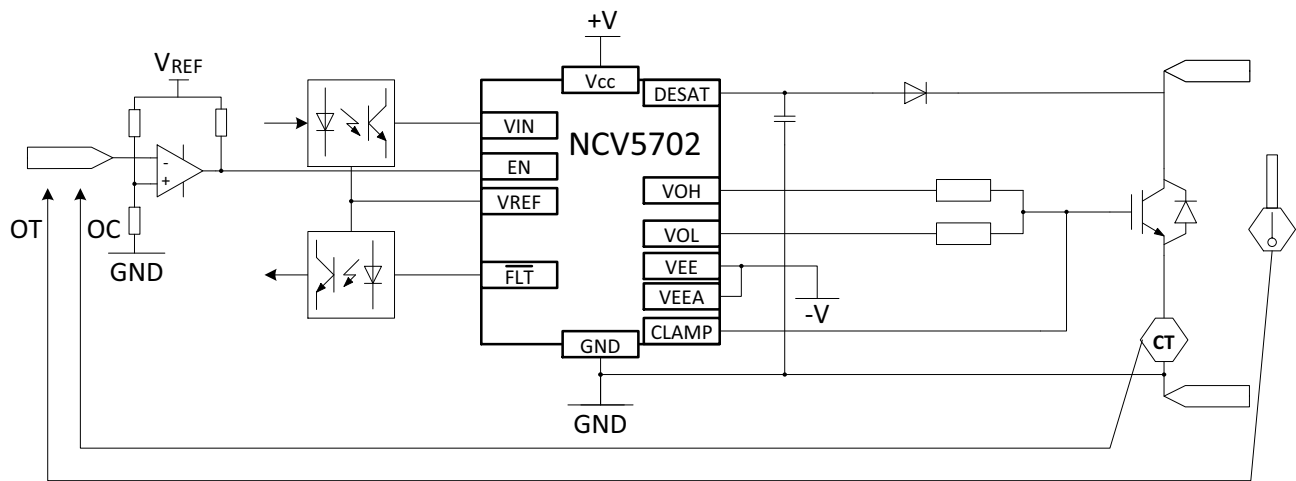 +V
VREF
Vcc
DESAT
VIN
NCV5702
-
EN
+
VOH
VREF
OT
OC
VOL
GND
FLT
VEE
VEEA
-V
CLAMP
GND
CT
GND